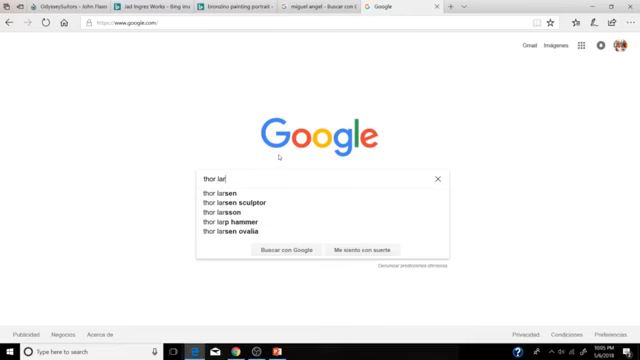 OdysseySuitors - John Flaxm
Jad Ingres Works - Bing ima
bronzino painting portrait -
miguel angel - Buscar con G
Google
https://www.google.com/
Gmail Imágenes
Google
thor lar
thor larsen
thor larsen sculptor
thor larsson
thor larp hammer
thor larsen ovalia
Buscar con Google Me siento con suerte
Denunciar predicciones ofensivas
Publicidad Negocios Acerca de Privacidad Condiciones Preferencias
Type here to search
10:05 PM
5/6/2018